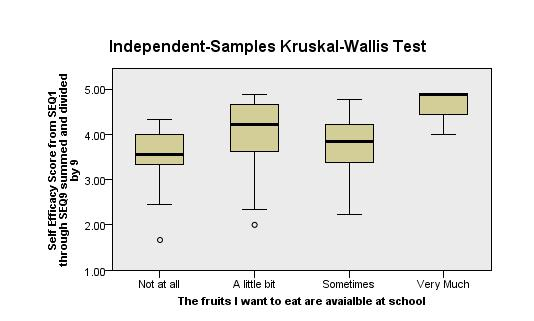 Independent-Samples Kruskal-Wallis Test
Self Efficacy Score from SEQ1
through SEQ9 summed and divided
by 9
5.00
4.00
3.00
2.00
1.00
Not at all
A little bit
Sometimes
Very Much
The fruits I want to eat are avaialble at school